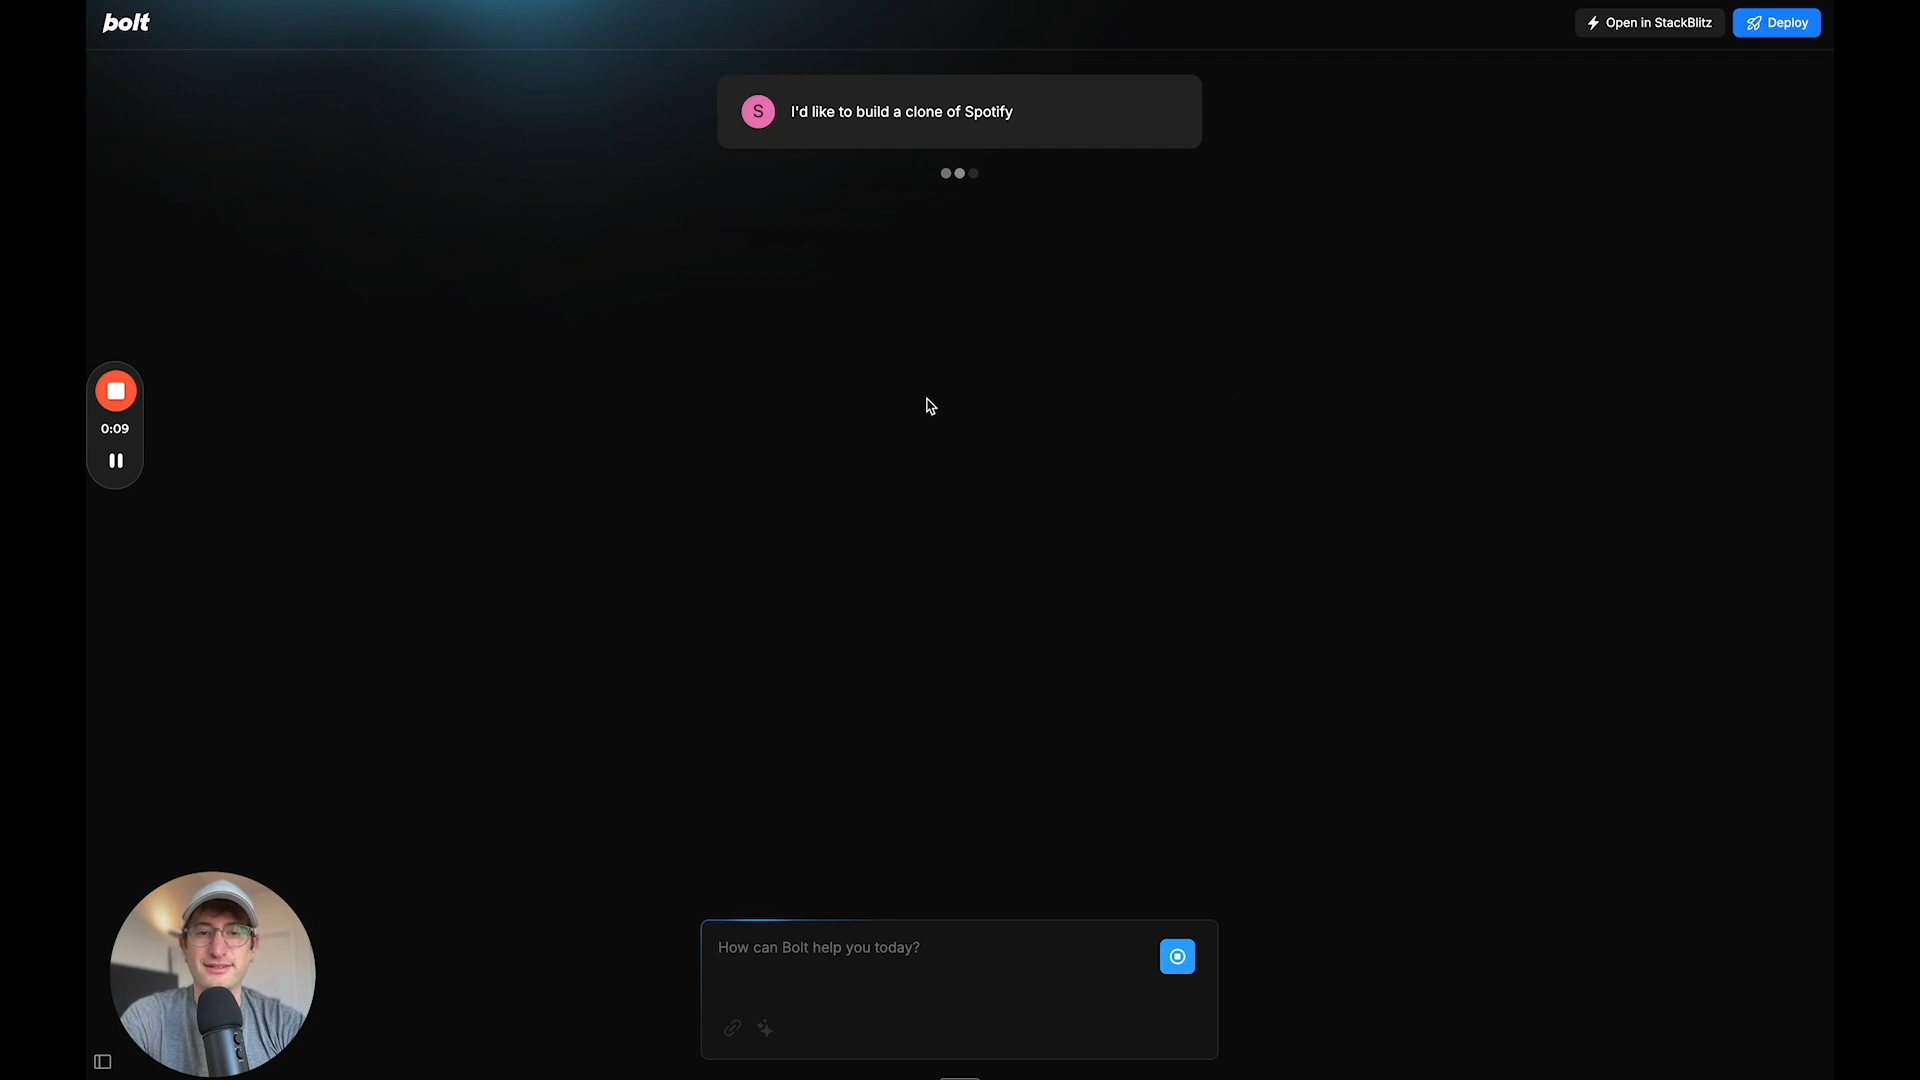 bolt
Open in StackBlitz
Deploy
S
I'd like to build a clone of Spotify
0:09
How can Bolt help you today?